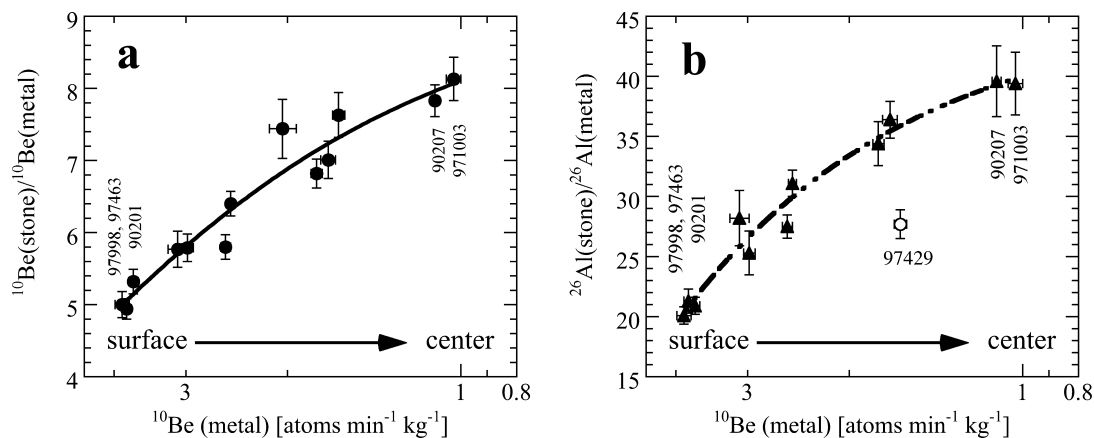 a
¹⁰Be(stone)/¹⁰Be(metal)
9
8
7
6
5
4
97998, 97463
90201
90207
971003
surface
center
3
1
0.8
¹⁰Be (metal) [atoms min⁻¹ kg⁻¹]
b
²⁶Al(stone)/²⁶Al(metal)
45
40
35
30
25
20
15
97998, 97463
90201
90207
971003
97429
surface
center
3
1
0.8
¹⁰Be (metal) [atoms min⁻¹ kg⁻¹]